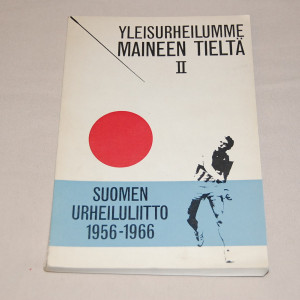 YLEISURHEILUMME
MAINEEN TIELTÄ
II
SUOMEN
URHEILULIITTO
1956-1966